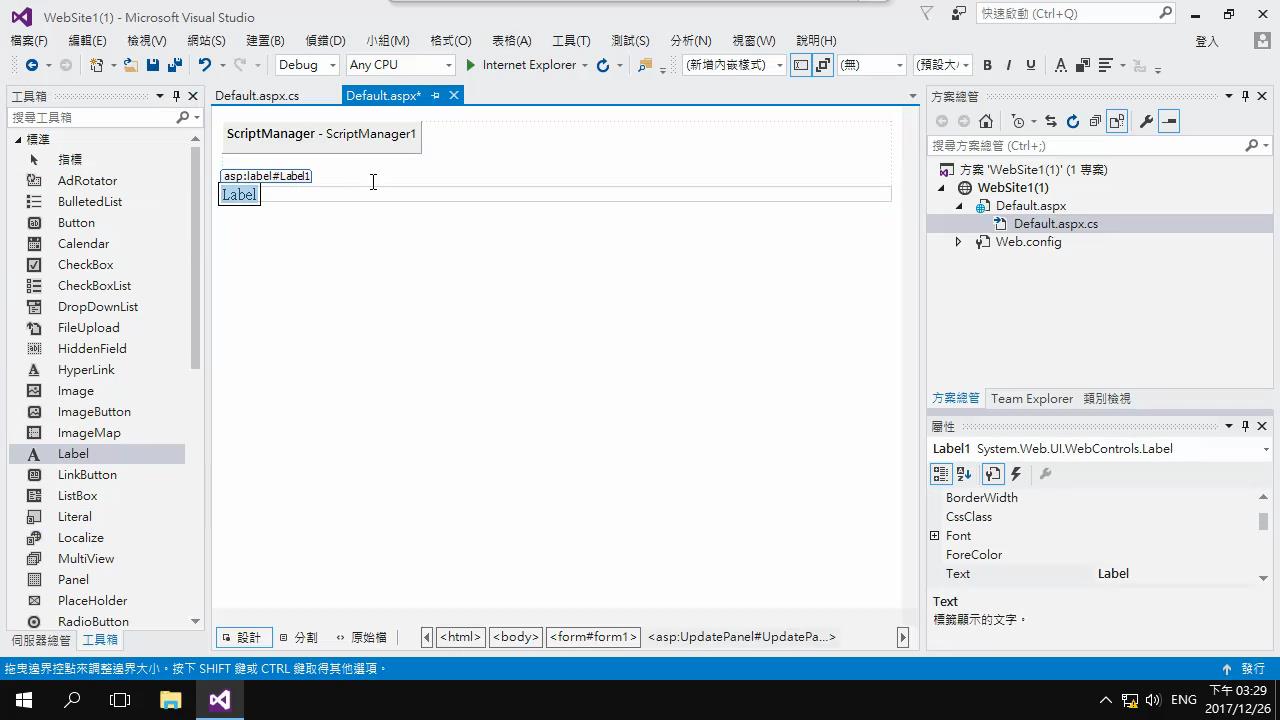 WebSite1(1) - Microsoft Visual Studio
快速啟動 (Ctrl+Q)
檔案(F) 編輯(E) 檢視(V) 網站(S) 建置(B) 偵錯(D) 小組(M) 格式(O) 表格(A) 工具(T) 測試(S) 分析(N) 視窗(W) 說明(H) 登入
Debug Any CPU Internet Explorer (新增內嵌樣式) (無) (預設大小 B I U A
工具箱
搜尋工具箱
標準
指標
AdRotator
BulletedList
Button
Calendar
CheckBox
CheckBoxList
DropDownList
FileUpload
HiddenField
HyperLink
Image
ImageButton
ImageMap
Label
LinkButton
ListBox
Literal
Localize
MultiView
Panel
PlaceHolder
RadioButton
伺服器總管 工具箱
Default.aspx.cs Default.aspx*
ScriptManager - ScriptManager1
asp:label#Label1
Label
設計 分割 原始檔 <html> <body> <form#form1> <asp:UpdatePanel#UpdatePa...>
方案總管
搜尋方案總管 (Ctrl+;)
方案 'WebSite1(1)' (1 專案)
WebSite1(1)
Default.aspx
Default.aspx.cs
Web.config
方案總管 Team Explorer 類別檢視
屬性
Label1 System.Web.UI.WebControls.Label
BorderWidth
CssClass
Font
ForeColor
Text Label
Text
標籤顯示的文字。
拖曳邊界控點來調整邊界大小。按下 SHIFT 鍵或 CTRL 鍵取得其他選項。 發行
ENG
下午 03:29
2017/12/26